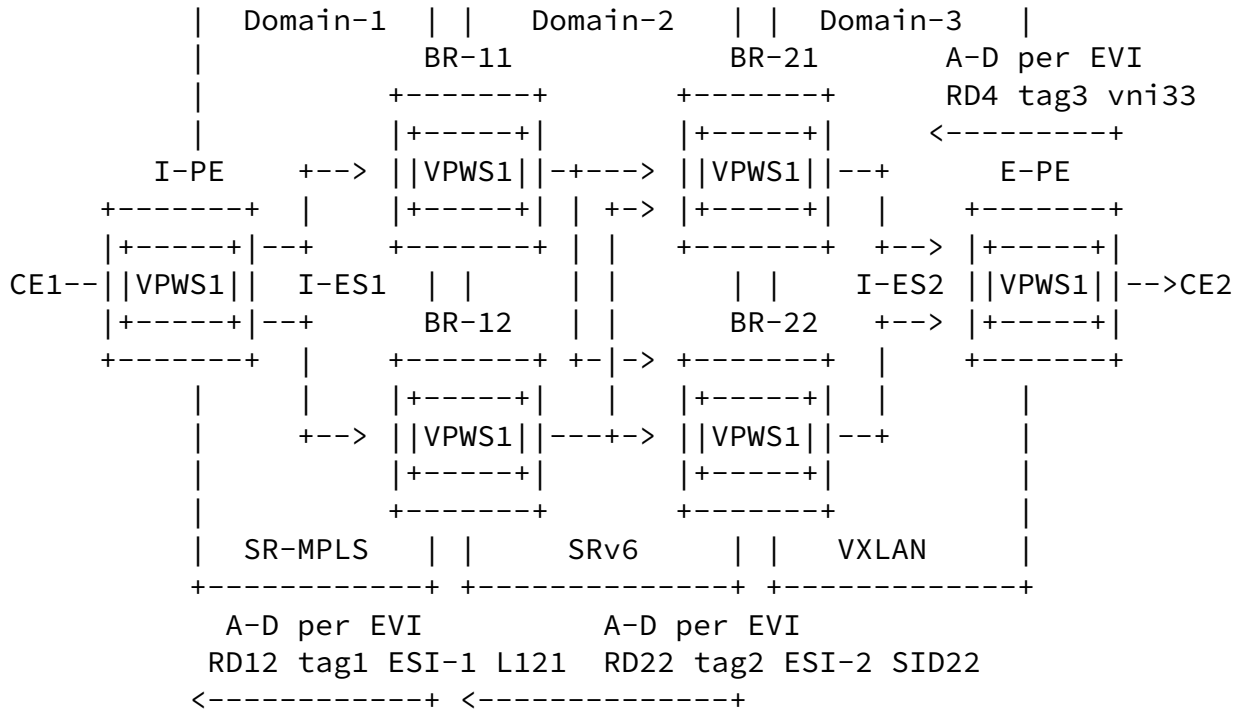 |  Domain-1  | |   Domain-2   | |  Domain-3   |
|           BR-11            BR-21        A-D per EVI
|         +-------+        +-------+      RD4 tag3 vni33
|         |+-----+|        |+-----+|     <---------+
I-PE    +--> ||VPWS1||-+---> ||VPWS1||--+      E-PE
+-------+  |    |+-----+| | +-> |+-----+|  |    +-------+
|+-----+|--+    +-------+ | |   +-------+  +--> |+-----+|
CE1--||VPWS1||  I-ES1  | |    | |     | |    I-ES2 ||VPWS1||-->CE2
|+-----+|--+      BR-12   | |     BR-22   +--> |+-----+|
+-------+  |    +-------+ +-|-> +-------+  |    +-------+
|      |    |+-----+|   |   |+-----+|  |        |
|      +--> ||VPWS1||---+-> ||VPWS1||--+        |
|           |+-----+|       |+-----+|           |
|           +-------+       +-------+           |
|  SR-MPLS   | |     SRv6     | |    VXLAN    |
+------------+ +--------------+ +-------------+
A-D per EVI          A-D per EVI
RD12 tag1 ESI-1 L121  RD22 tag2 ESI-2 SID22
<------------+ <--------------+